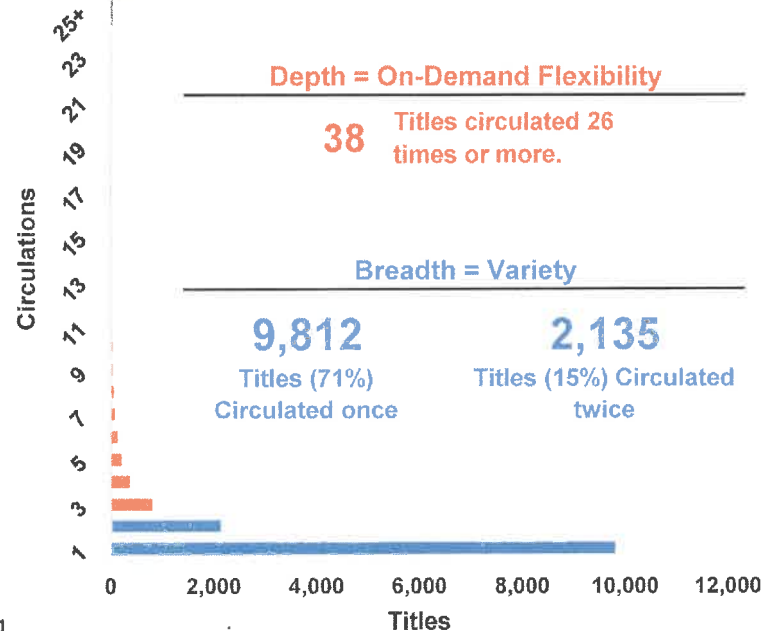 25+
23
Depth = On-Demand Flexibility
21
38
Titles circulated 26
times or more.
19
17
Circulations
15
Breadth = Variety
13
11
9,812
2,135
9
Titles (71%)
Circulated once
Titles (15%) Circulated
twice
7
5
3
1
0 2,000 4,000 6,000 8,000 10,000 12,000
Titles
1